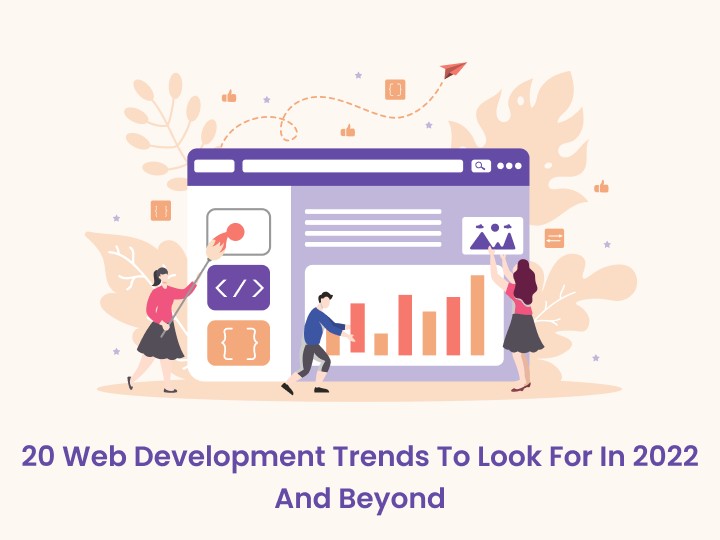 { }
{ }
</>
{ }
20 Web Development Trends To Look For In 2022
And Beyond